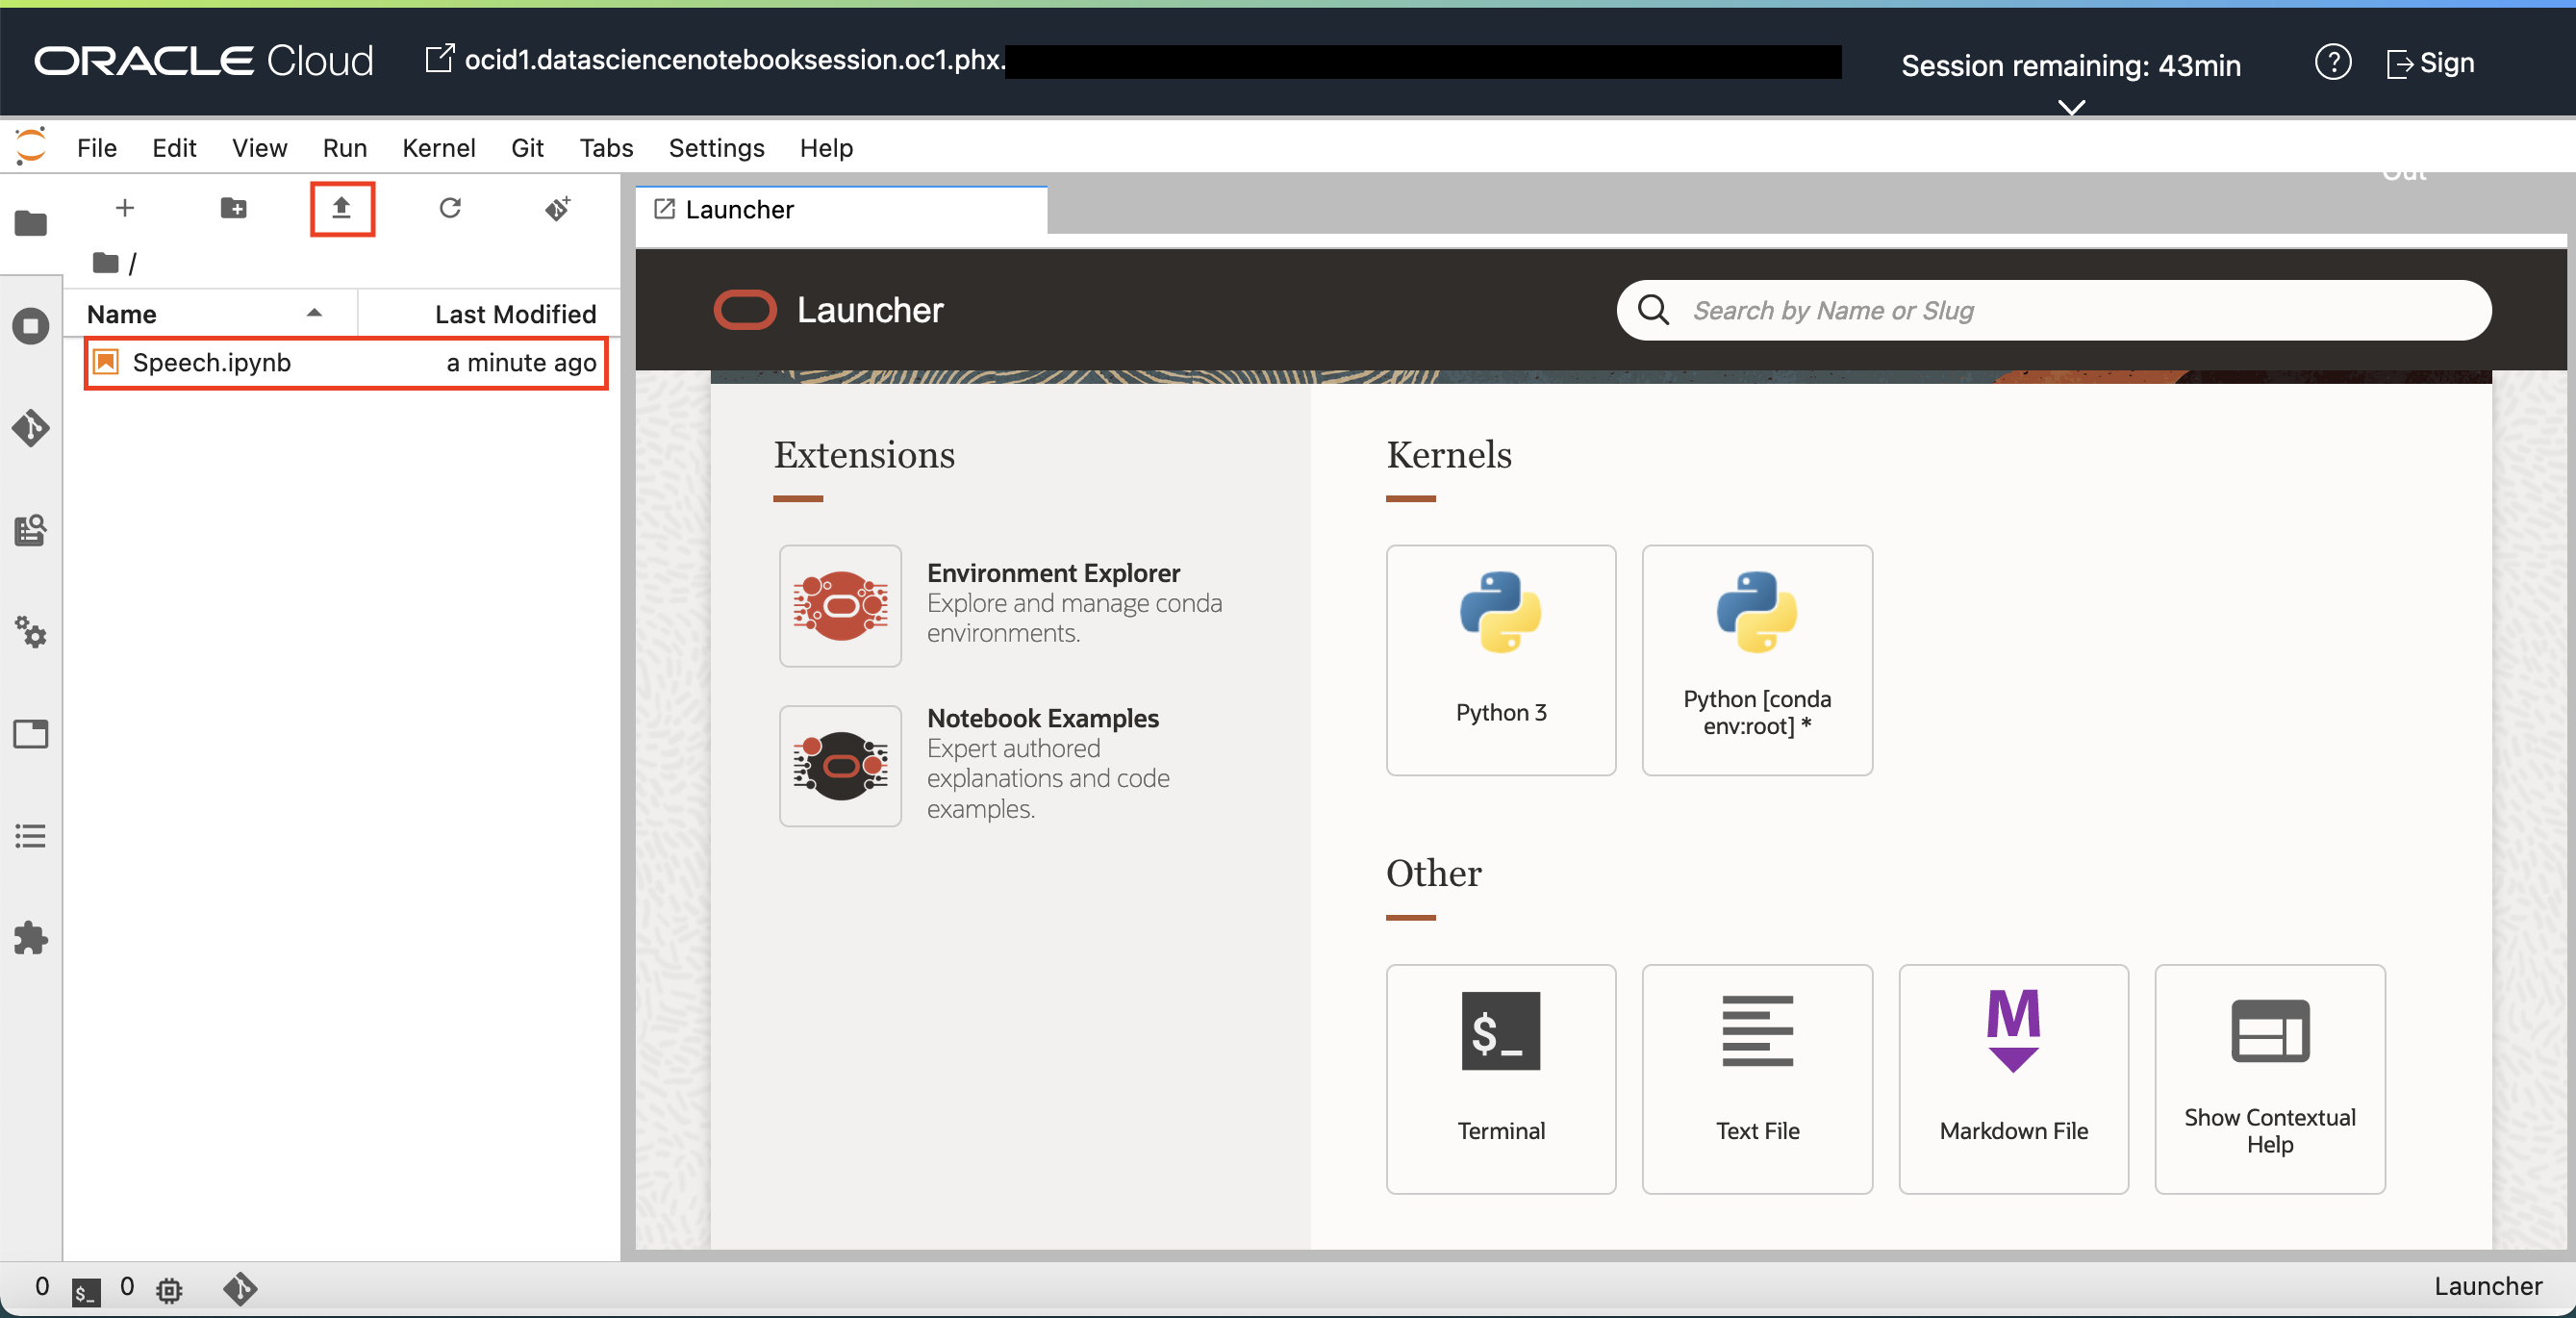 ORACLE Cloud
ocid1.datasciencenotebooksession.oc1.phx.
Session remaining: 43min
Sign
Out
File Edit View Run Kernel Git Tabs Settings Help
/
Name Last Modified
Speech.ipynb a minute ago
Launcher
Launcher
Search by Name or Slug
Extensions
Environment Explorer
Explore and manage conda
environments.
Notebook Examples
Expert authored
explanations and code
examples.
Kernels
Python 3
Python [conda
env:root] *
Other
$_
Terminal
Text File
M
Markdown File
Show Contextual
Help
0 $_ 0
Launcher